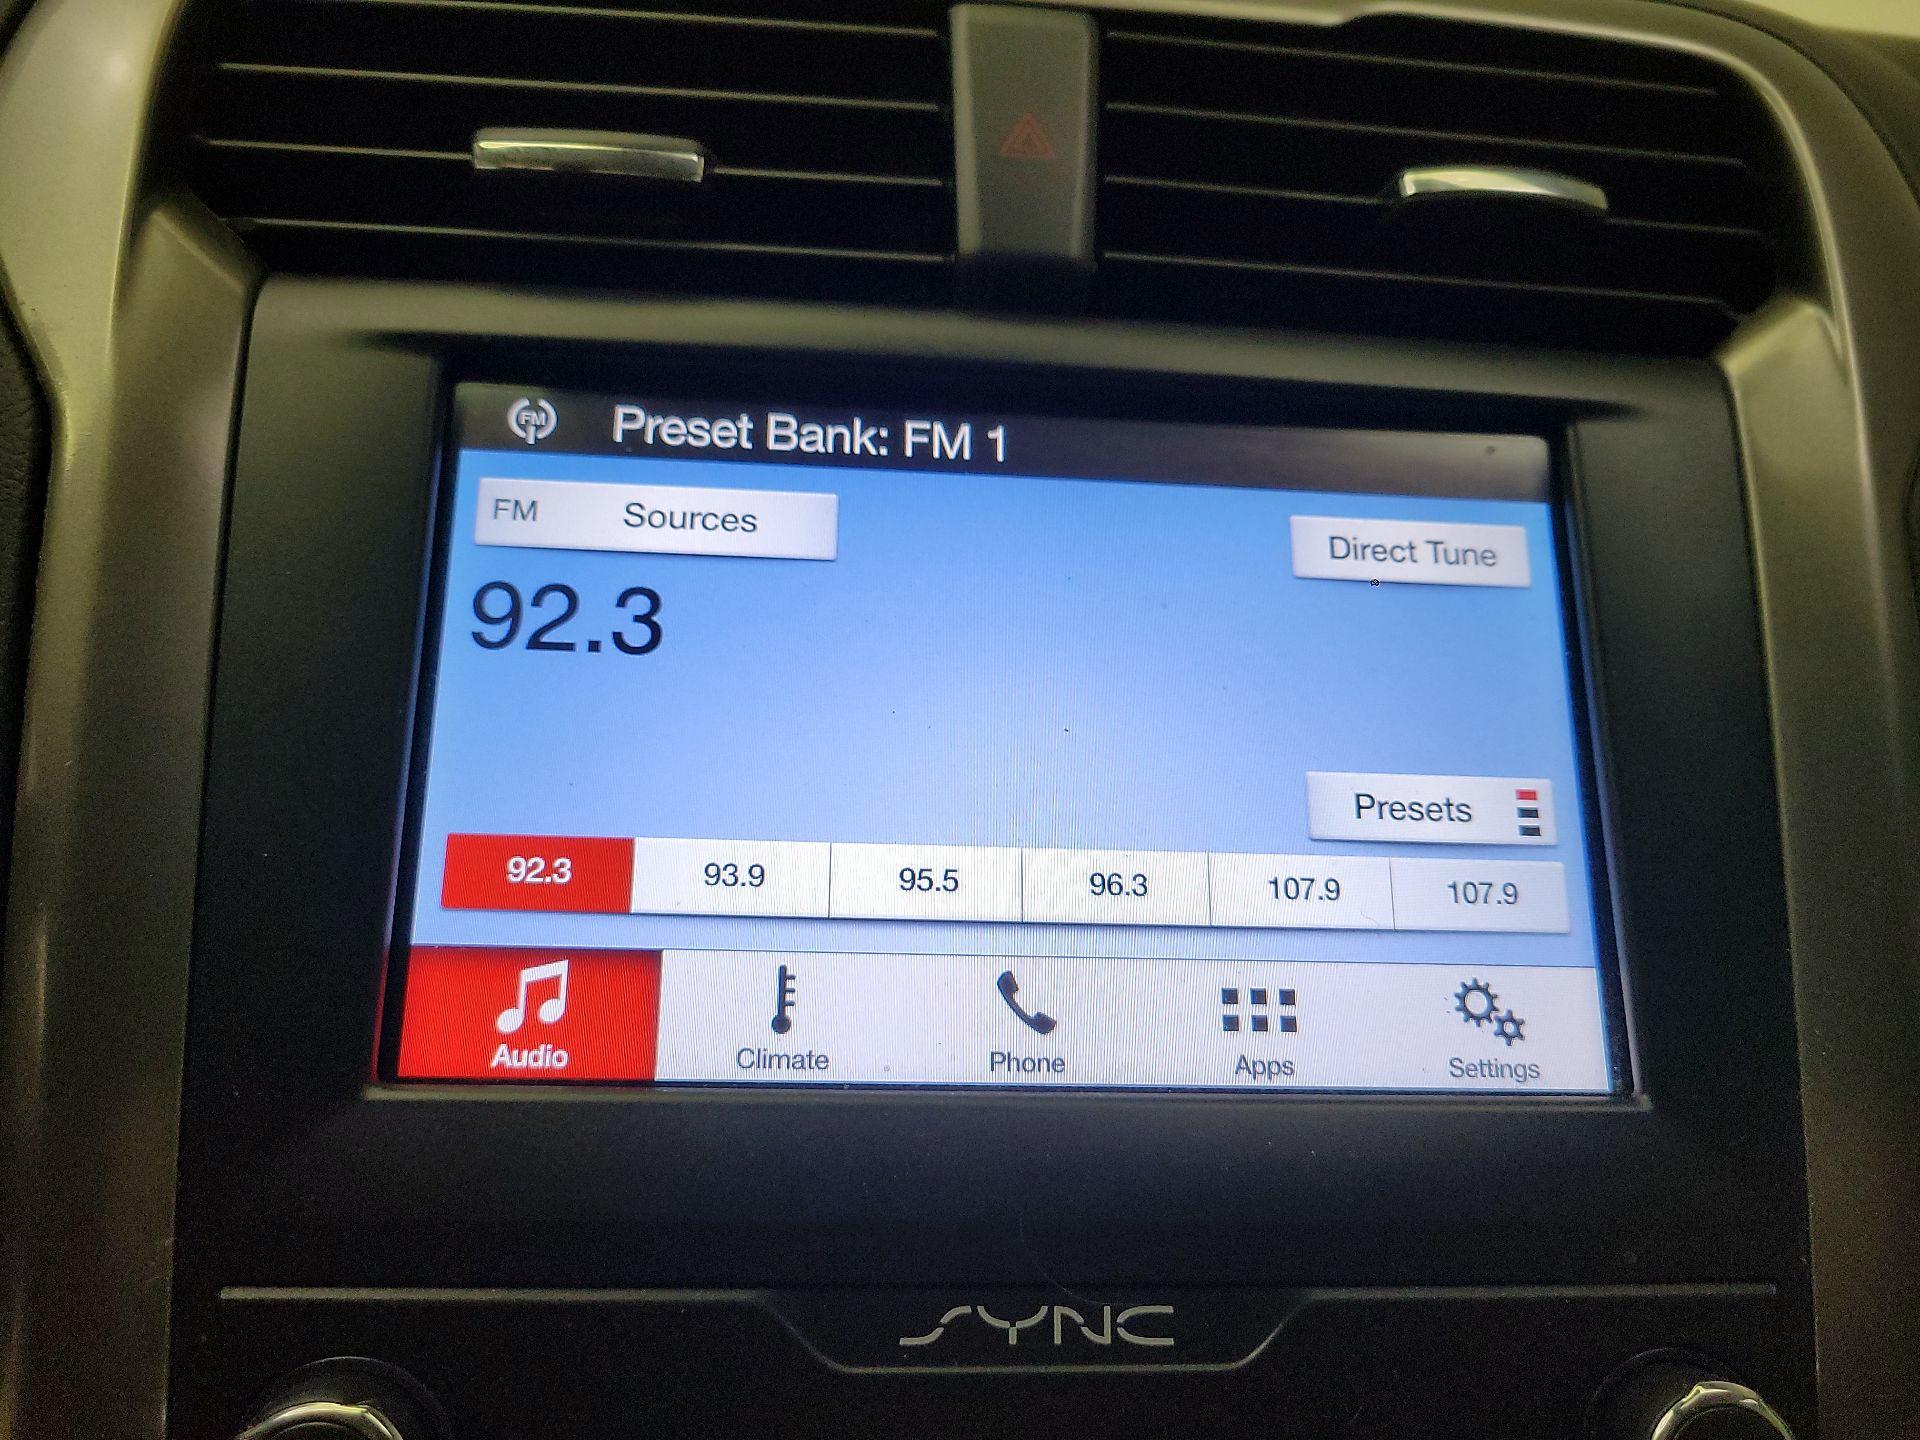 FM Preset Bank: FM 1
FM Sources
Direct Tune
92.3
Presets
92.3 93.9 95.5 96.3 107.9 107.9
Audio Climate Phone Apps Settings
SYNC